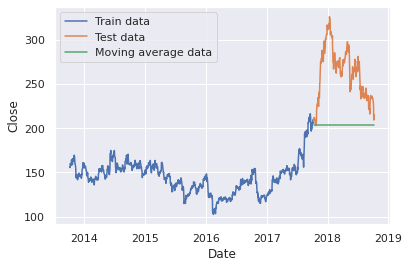 Train data
Test data
Moving average data
300
250
200
150
100
Close
2014 2015 2016 2017 2018 2019
Date